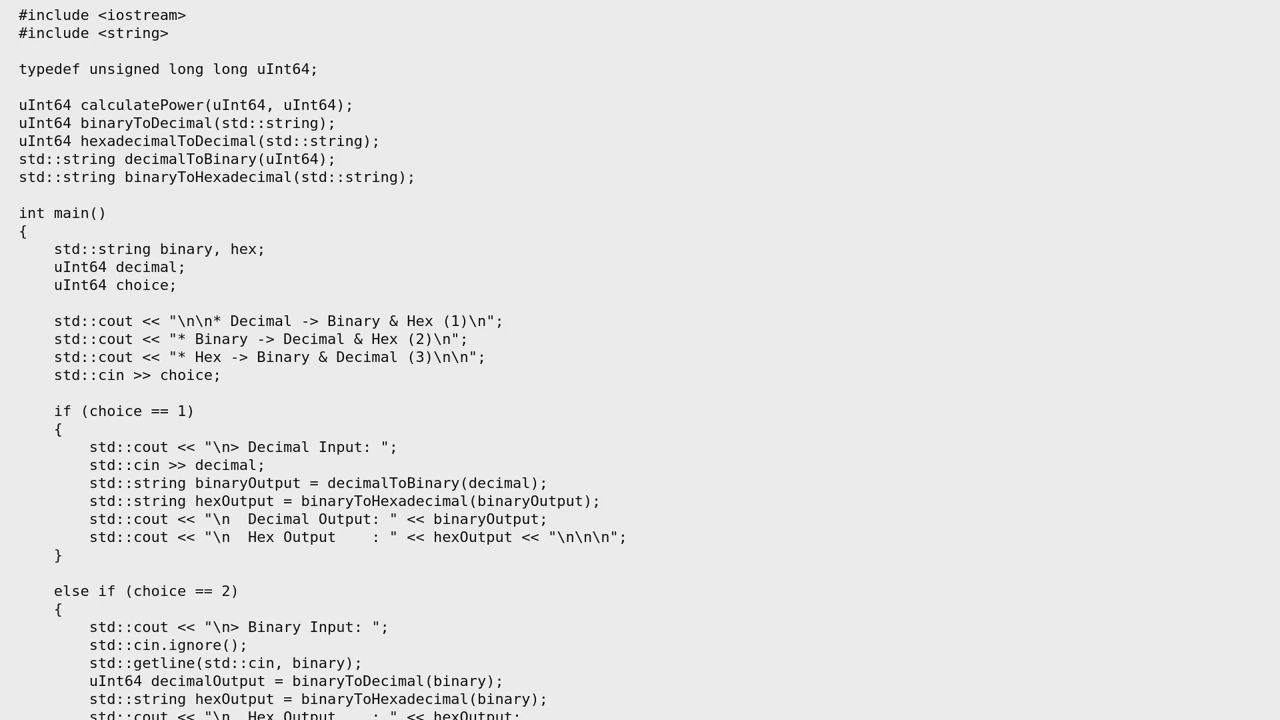 #include <iostream>
#include <string>

typedef unsigned long long uInt64;

uInt64 calculatePower(uInt64, uInt64);
uInt64 binaryToDecimal(std::string);
uInt64 hexadecimalToDecimal(std::string);
std::string decimalToBinary(uInt64);
std::string binaryToHexadecimal(std::string);

int main()
{
    std::string binary, hex;
    uInt64 decimal;
    uInt64 choice;

    std::cout << "\n\n* Decimal -> Binary & Hex (1)\n";
    std::cout << "* Binary -> Decimal & Hex (2)\n";
    std::cout << "* Hex -> Binary & Decimal (3)\n\n";
    std::cin >> choice;

    if (choice == 1)
    {
        std::cout << "\n> Decimal Input: ";
        std::cin >> decimal;
        std::string binaryOutput = decimalToBinary(decimal);
        std::string hexOutput = binaryToHexadecimal(binaryOutput);
        std::cout << "\n  Decimal Output: " << binaryOutput;
        std::cout << "\n  Hex Output    : " << hexOutput << "\n\n\n";
    }

    else if (choice == 2)
    {
        std::cout << "\n> Binary Input: ";
        std::cin.ignore();
        std::getline(std::cin, binary);
        uInt64 decimalOutput = binaryToDecimal(binary);
        std::string hexOutput = binaryToHexadecimal(binary);
        std::cout << "\n  Hex Output    : " << hexOutput;